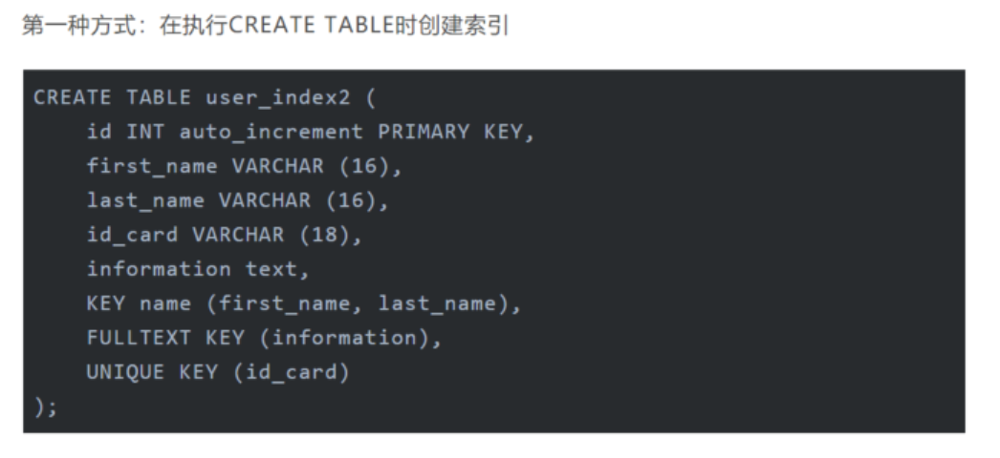 第一种方式：在执行CREATE TABLE时创建索引
CREATE TABLE user_index2 (
    id INT auto_increment PRIMARY KEY,
    first_name VARCHAR (16),
    last_name VARCHAR (16),
    id_card VARCHAR (18),
    information text,
    KEY name (first_name, last_name),
    FULLTEXT KEY (information),
    UNIQUE KEY (id_card)
);